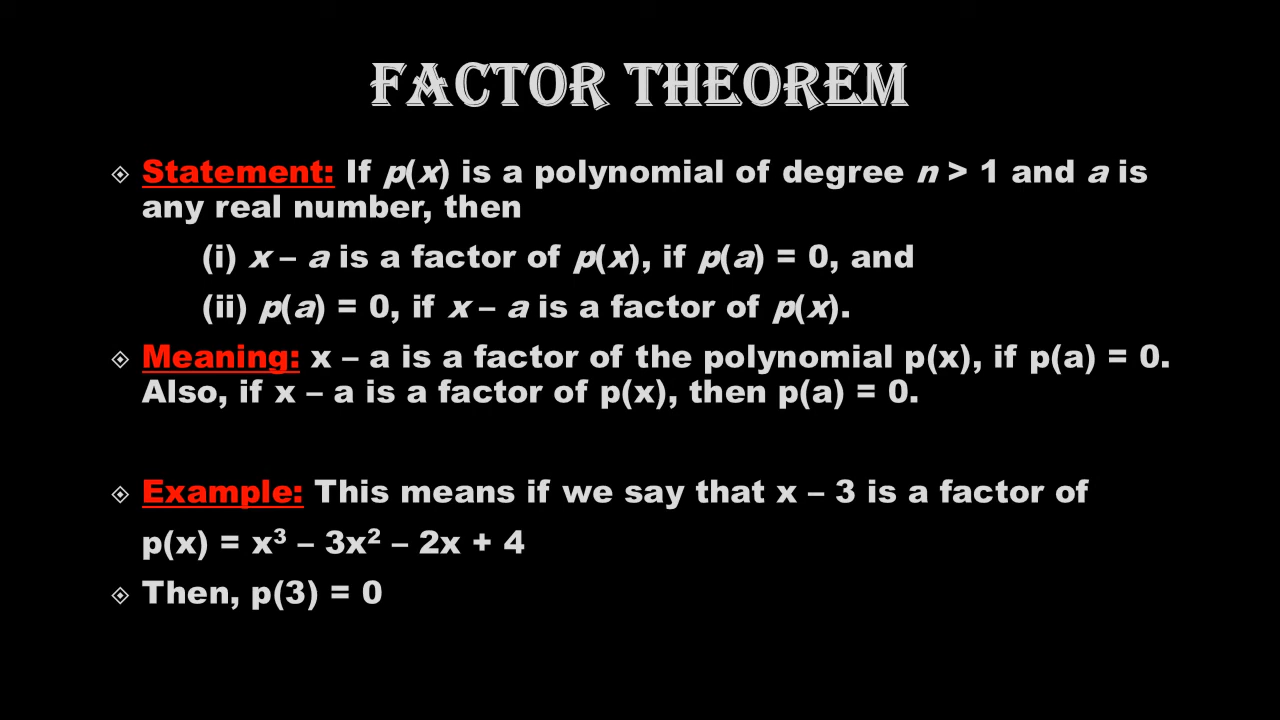 FACTOR THEOREM
Statement: If p(x) is a polynomial of degree n > 1 and a is
any real number, then
(i) x – a is a factor of p(x), if p(a) = 0, and
(ii) p(a) = 0, if x – a is a factor of p(x).
Meaning: x – a is a factor of the polynomial p(x), if p(a) = 0.
Also, if x – a is a factor of p(x), then p(a) = 0.
Example: This means if we say that x – 3 is a factor of
p(x) = x³ – 3x² – 2x + 4
Then, p(3) = 0